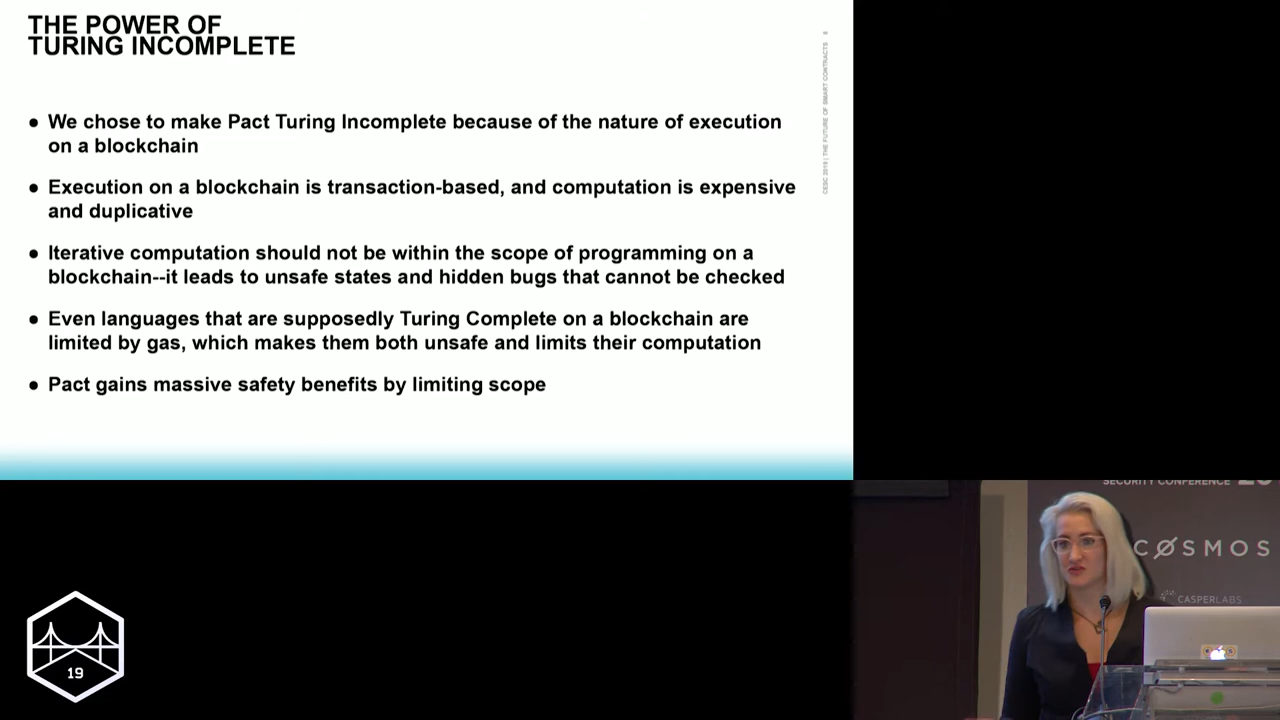 THE POWER OF
TURING INCOMPLETE
● We chose to make Pact Turing Incomplete because of the nature of execution
on a blockchain
● Execution on a blockchain is transaction-based, and computation is expensive
and duplicative
● Iterative computation should not be within the scope of programming on a
blockchain--it leads to unsafe states and hidden bugs that cannot be checked
● Even languages that are supposedly Turing Complete on a blockchain are
limited by gas, which makes them both unsafe and limits their computation
● Pact gains massive safety benefits by limiting scope
CESC 2019 | THE FUTURE OF SMART CONTRACTS
SECURITY CONFERENCE
CØSMOS
CASPERLABS
19